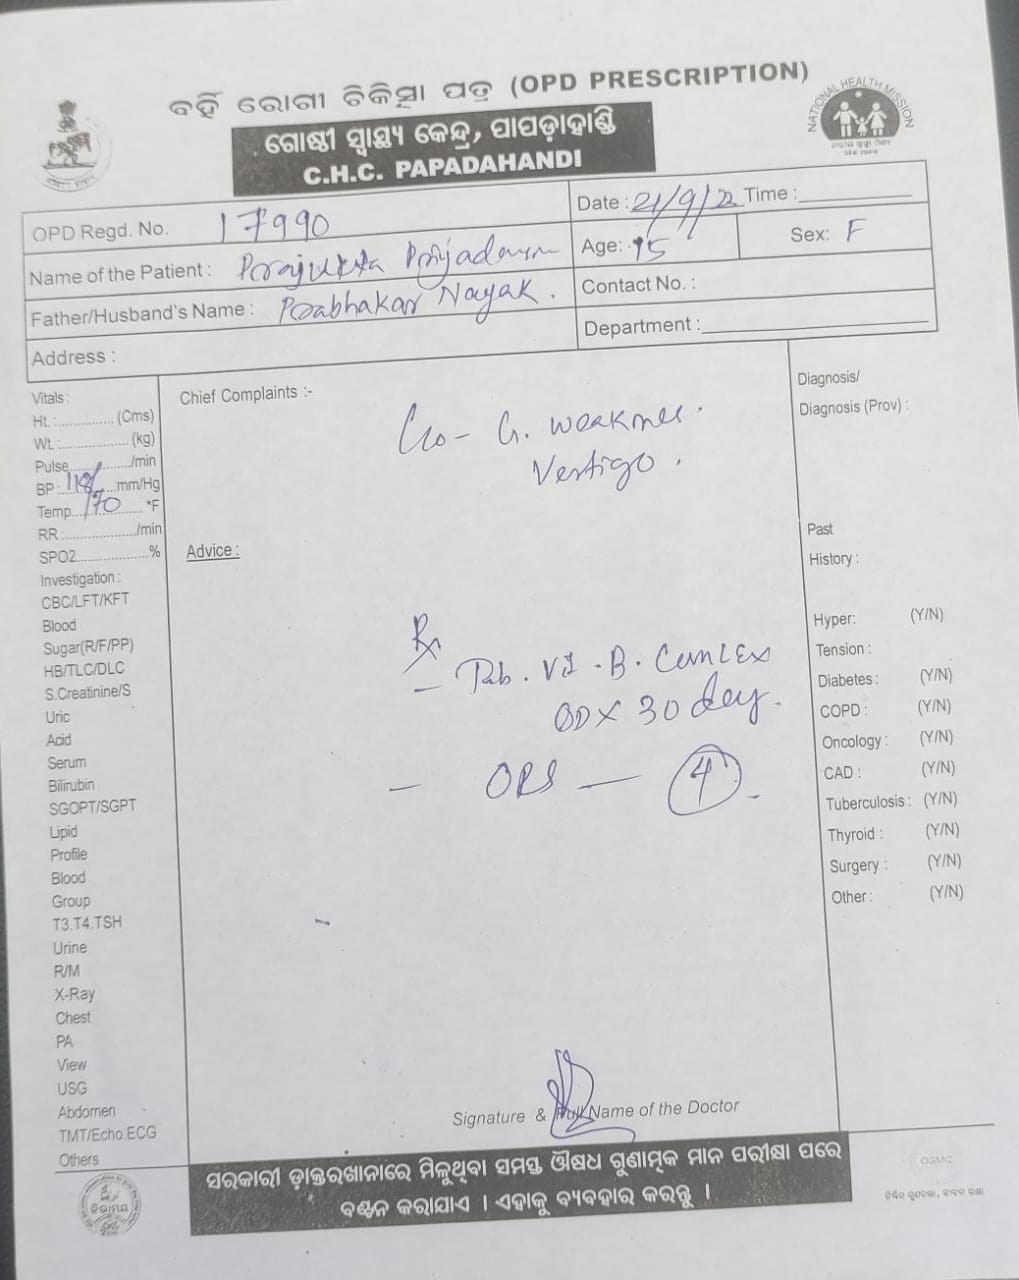 ବହିଁ ରୋଗୀ ଚିକିତ୍ସା ପତ୍ର (OPD PRESCRIPTION)
ଗୋଷ୍ଠୀ ସ୍ୱାସ୍ଥ୍ୟ କେନ୍ଦ୍ର, ପାପଡ଼ାହାଣ୍ଡି
C.H.C. PAPADAHANDI
NATIONAL HEALTH MISSION
OPD Regd. No. 17990
Date : 21/9/22 Time :
Name of the Patient :
Age: 15 Sex: F
Father/Husband's Name : Prabhakar Nayak.
Contact No. :
Department :
Address :
Vitals :
Ht.: (Cms)
Wt.: (kg)
Pulse /min
BP: 118/ mm/Hg
Temp. 70 °F
RR : /min
SPO2 %
Investigation :
CBC/LFT/KFT
Blood
Sugar(R/F/PP)
HB/TLC/DLC
S.Creatinine/S
Uric
Acid
Serum
Bilirubin
SGOPT/SGPT
Lipid
Profile
Blood
Group
T3.T4.TSH
Urine
R/M
X-Ray
Chest
PA
View
USG
Abdomen
TMT/Echo.ECG
Others
Chief Complaints :-
G. weakness.
Vertigo.
Advice :
Rx
- Tab. Vit. B.
OD X 30 day.
- ORS - 4
Signature & Full Name of the Doctor
Diagnosis/
Diagnosis (Prov) :
Past
History :
Hyper: (Y/N)
Tension :
Diabetes : (Y/N)
COPD : (Y/N)
Oncology : (Y/N)
CAD : (Y/N)
Tuberculosis : (Y/N)
Thyroid : (Y/N)
Surgery : (Y/N)
Other : (Y/N)
ସରକାରୀ ଡ଼ାକ୍ତରଖାନାରେ ମିଳୁଥିବା ସମସ୍ତ ଔଷଧ ଗୁଣାତ୍ମକ ମାନ ପରୀକ୍ଷା ପରେ
ବଣ୍ଟନ କରାଯାଏ । ଏହାକୁ ବ୍ୟବହାର କରନ୍ତୁ ।
ନିରାମୟ
OSMC